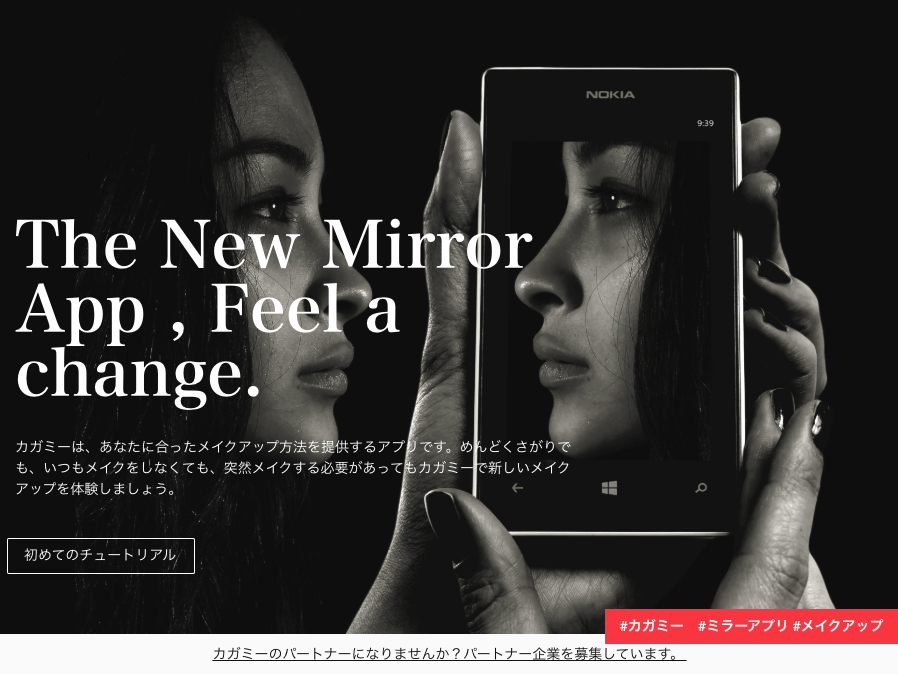 NOKIA
9:39
The New Mirror
App , Feel a
change.
カガミーは、あなたに合ったメイクアップ方法を提供するアプリです。めんどくさがりで
も、いつもメイクをしなくても、突然メイクする必要があってもカガミーで新しいメイク
アップを体験しましょう。
初めてのチュートリアル
#カガミー　#ミラーアプリ #メイクアップ
カガミーのパートナーになりませんか？パートナー企業を募集しています。